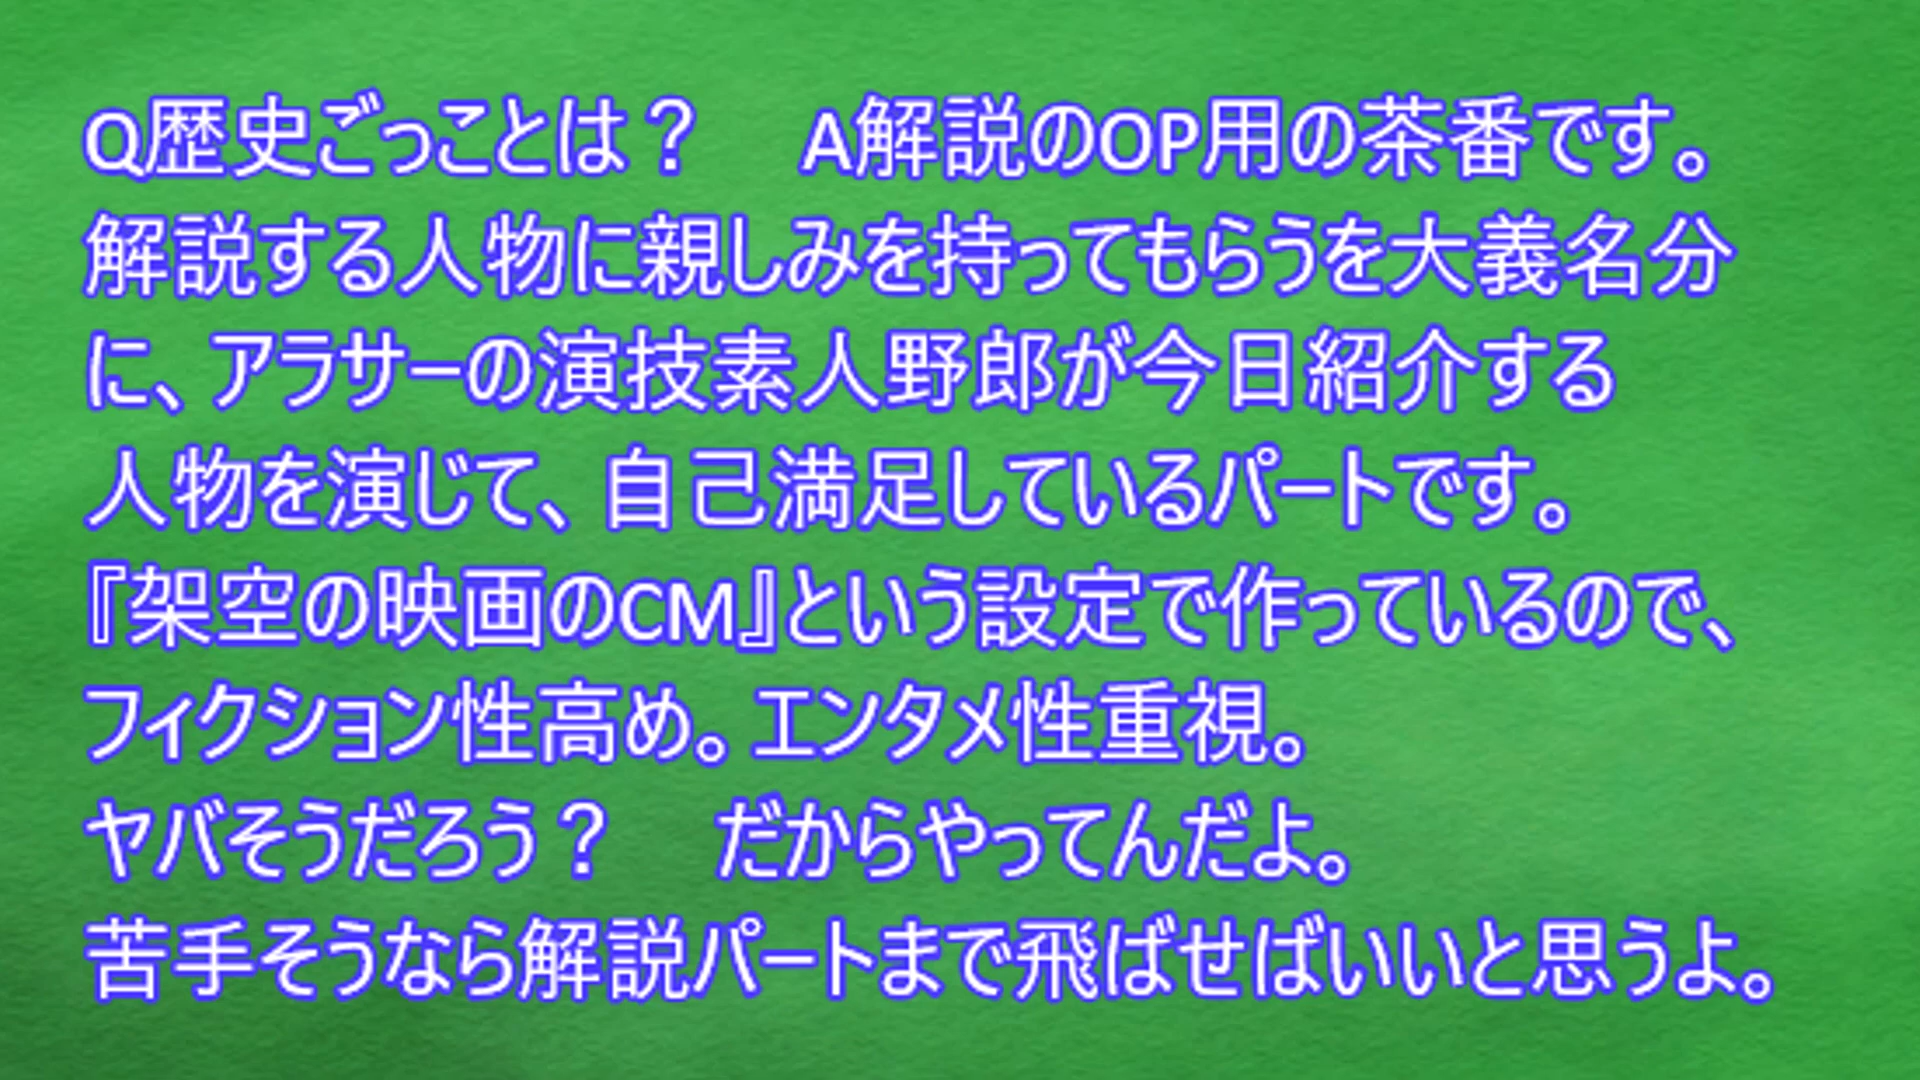 Q歴史ごっことは？　A解説のOP用の茶番です。
解説する人物に親しみを持ってもらうを大義名分
に、アラサーの演技素人野郎が今日紹介する
人物を演じて、自己満足しているパートです。
『架空の映画のCM』という設定で作っているので、
フィクション性高め。エンタメ性重視。
ヤバそうだろう？　だからやってんだよ。
苦手そうなら解説パートまで飛ばせばいいと思うよ。